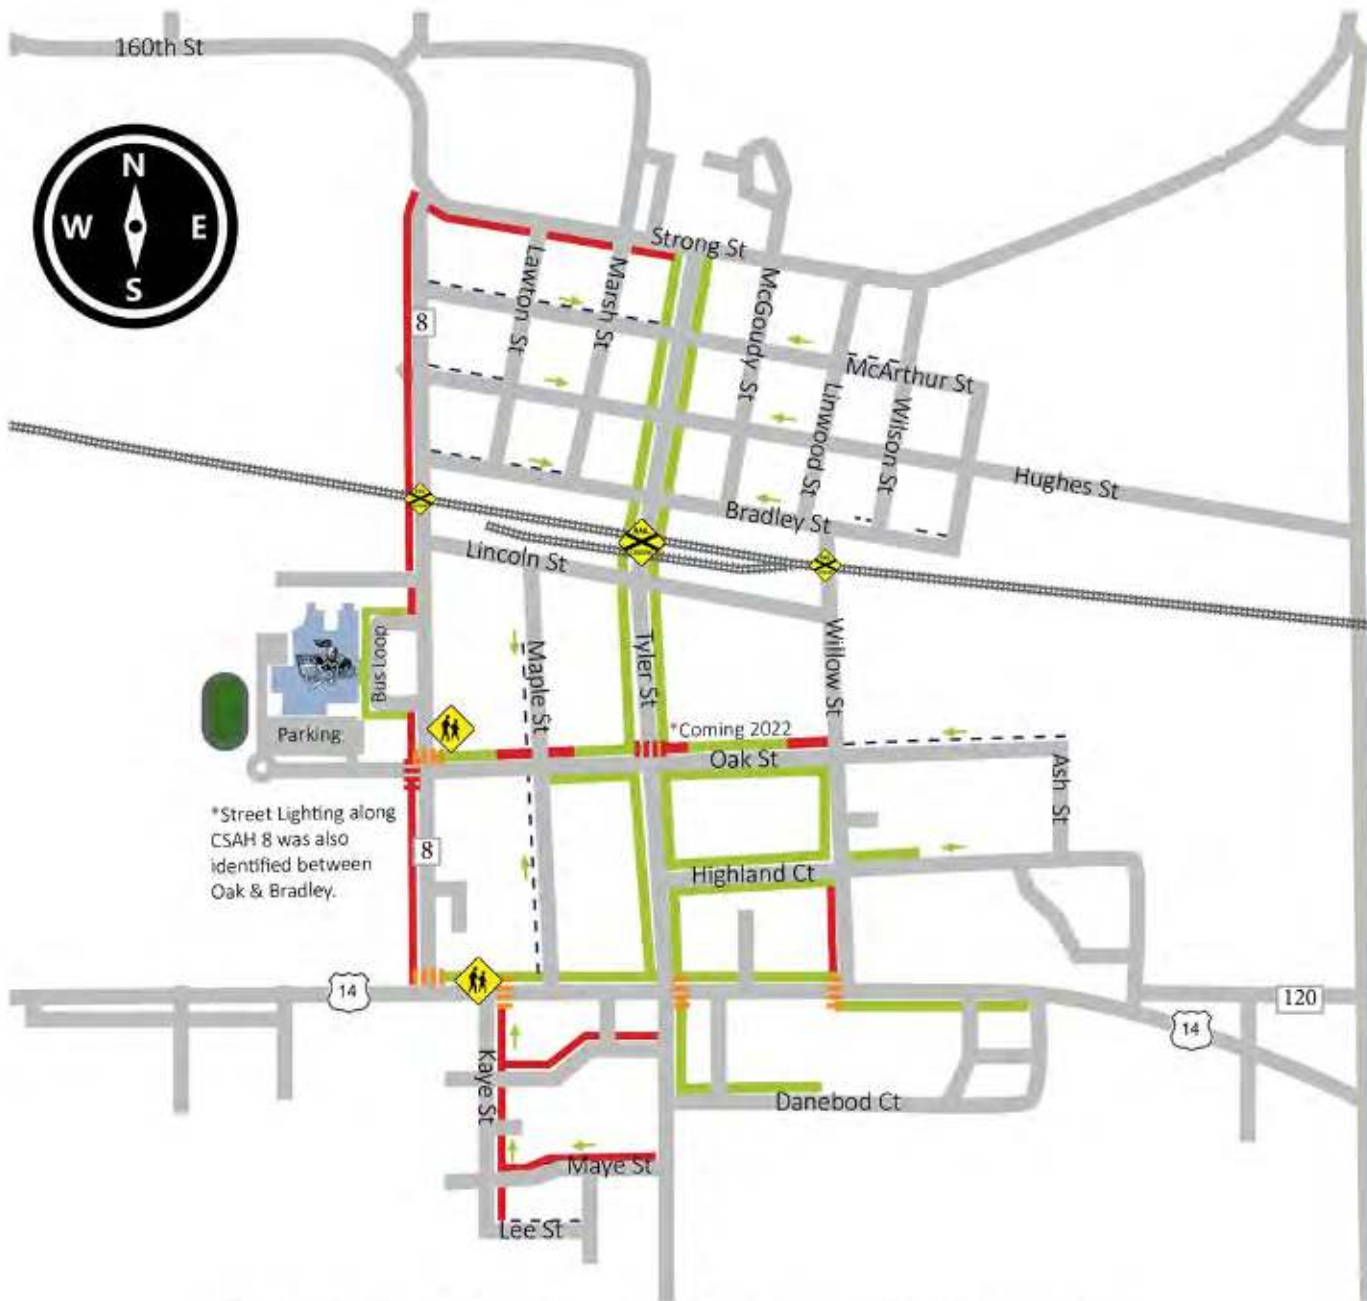 160th St
N
W E
S
Strong St
Lawton St
Marsh St
McGoudy St
8
McArthur St
Linwood St
Wilson St
Hughes St
Bradley St
Lincoln St
Bus Loop
Maple St
Tyler St
Willow St
Parking
*Coming 2022
Oak St
Ash St
*Street Lighting along
CSAH 8 was also
identified between
Oak & Bradley.
8
Highland Ct
14
120
14
Kaye St
Danebod Ct
Maye St
Lee St